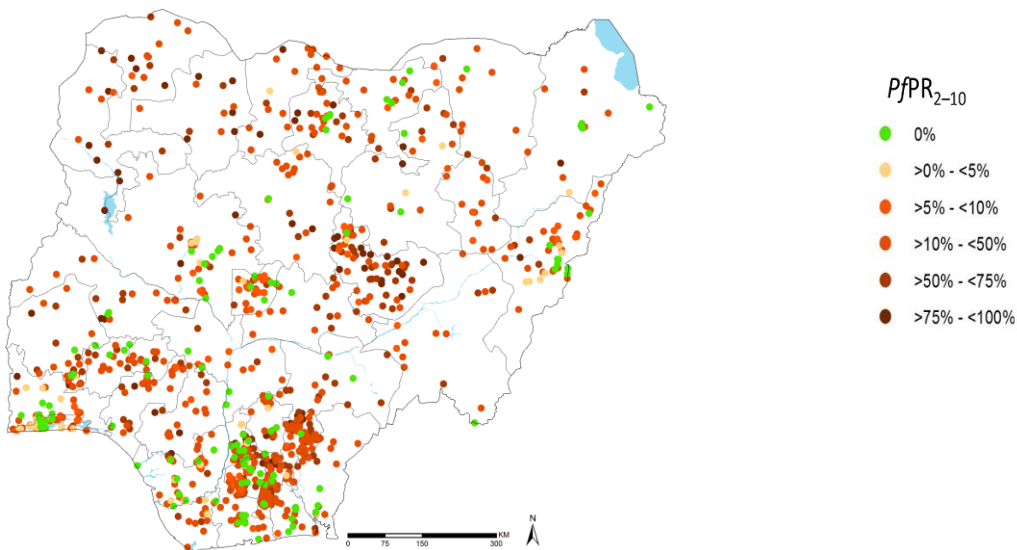 PfPR2–10
0%
>0% - <5%
>5% - <10%
>10% - <50%
>50% - <75%
>75% - <100%
N
KM
0 75 150 300